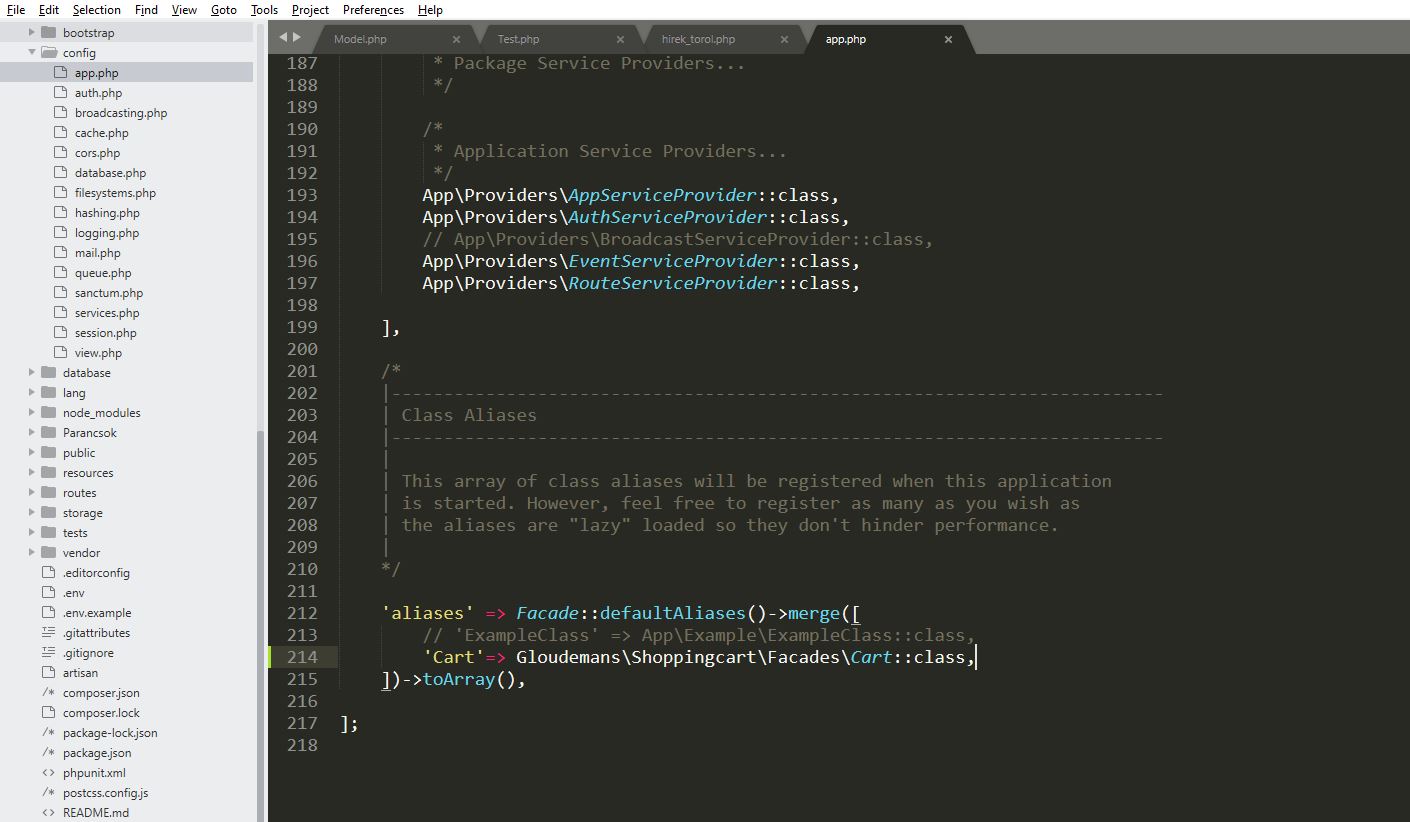 File Edit Selection Find View Goto Tools Project Preferences Help
bootstrap
config
app.php
auth.php
broadcasting.php
cache.php
cors.php
database.php
filesystems.php
hashing.php
logging.php
mail.php
queue.php
sanctum.php
services.php
session.php
view.php
database
lang
node_modules
Parancsok
public
resources
routes
storage
tests
vendor
.editorconfig
.env
.env.example
.gitattributes
.gitignore
artisan
composer.json
composer.lock
package-lock.json
package.json
phpunit.xml
postcss.config.js
README.md
Model.php × Test.php × hirek_torol.php × app.php ×
187 * Package Service Providers...
188 */
189
190 /*
191 * Application Service Providers...
192 */
193 App\Providers\AppServiceProvider::class,
194 App\Providers\AuthServiceProvider::class,
195 // App\Providers\BroadcastServiceProvider::class,
196 App\Providers\EventServiceProvider::class,
197 App\Providers\RouteServiceProvider::class,
198
199 ],
200
201 /*
202 |--------------------------------------------------------------------------
203 | Class Aliases
204 |--------------------------------------------------------------------------
205 |
206 | This array of class aliases will be registered when this application
207 | is started. However, feel free to register as many as you wish as
208 | the aliases are "lazy" loaded so they don't hinder performance.
209 |
210 */
211
212 'aliases' => Facade::defaultAliases()->merge([
213 // 'ExampleClass' => App\Example\ExampleClass::class,
214 'Cart'=> Gloudemans\Shoppingcart\Facades\Cart::class,
215 ])->toArray(),
216
217 ];
218